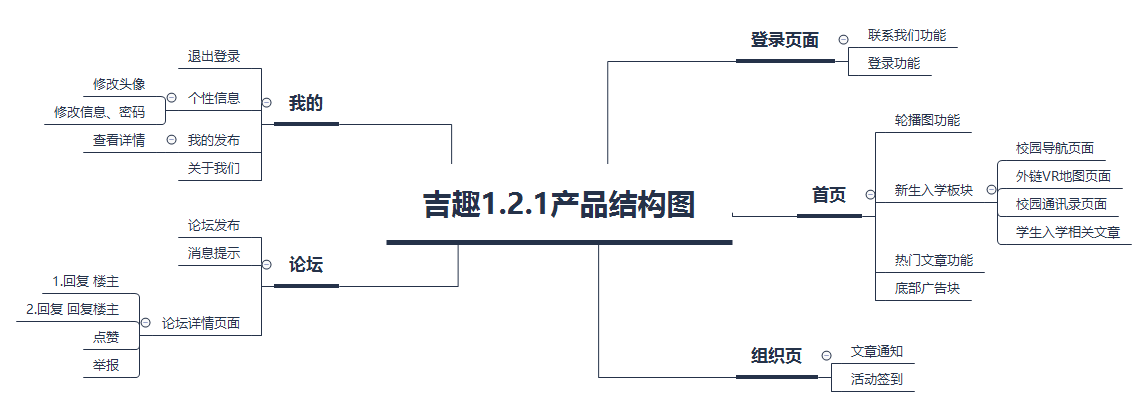 吉趣1.2.1产品结构图
登录页面
联系我们功能
登录功能
首页
轮播图功能
新生入学板块
校园导航页面
外链VR地图页面
校园通讯录页面
学生入学相关文章
热门文章功能
底部广告块
组织页
文章通知
活动签到
我的
退出登录
个性信息
修改头像
修改信息、密码
我的发布
查看详情
关于我们
论坛
论坛发布
消息提示
论坛详情页面
1.回复 楼主
2.回复 回复楼主
点赞
举报